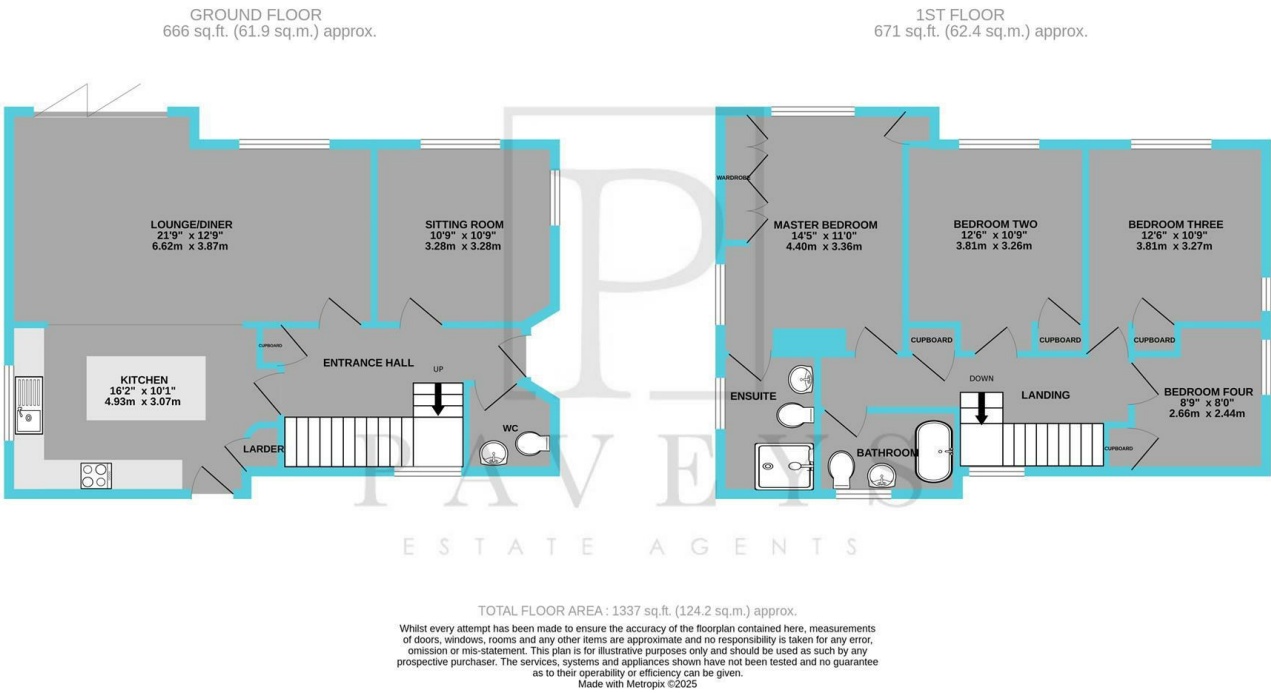 GROUND FLOOR
666 sq.ft. (61.9 sq.m.) approx.
LOUNGE/DINER
21'9" x 12'9"
6.62m x 3.87m
SITTING ROOM
10'9" x 10'9"
3.28m x 3.28m
CUPBOARD
ENTRANCE HALL
UP
KITCHEN
16'2" x 10'1"
4.93m x 3.07m
LARDER
WC
1ST FLOOR
671 sq.ft. (62.4 sq.m.) approx.
WARDROBE
MASTER BEDROOM
14'5" x 11'0"
4.40m x 3.36m
BEDROOM TWO
12'6" x 10'9"
3.81m x 3.26m
BEDROOM THREE
12'6" x 10'9"
3.81m x 3.27m
CUPBOARD
CUPBOARD
CUPBOARD
ENSUITE
DOWN
LANDING
BEDROOM FOUR
8'9" x 8'0"
2.66m x 2.44m
BATHROOM
CUPBOARD
P
PAVEYS
ESTATE AGENTS
TOTAL FLOOR AREA : 1337 sq.ft. (124.2 sq.m.) approx.
Whilst every attempt has been made to ensure the accuracy of the floorplan contained here, measurements
of doors, windows, rooms and any other items are approximate and no responsibility is taken for any error,
omission or mis-statement. This plan is for illustrative purposes only and should be used as such by any
prospective purchaser. The services, systems and appliances shown have not been tested and no guarantee
as to their operability or efficiency can be given.
Made with Metropix ©2025